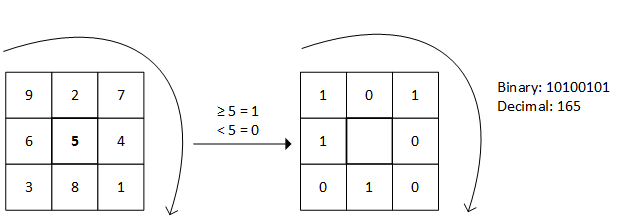 9 2 7
6 5 4
3 8 1
≥ 5 = 1
< 5 = 0
1 0 1
1 0
0 1 0
Binary: 10100101
Decimal: 165